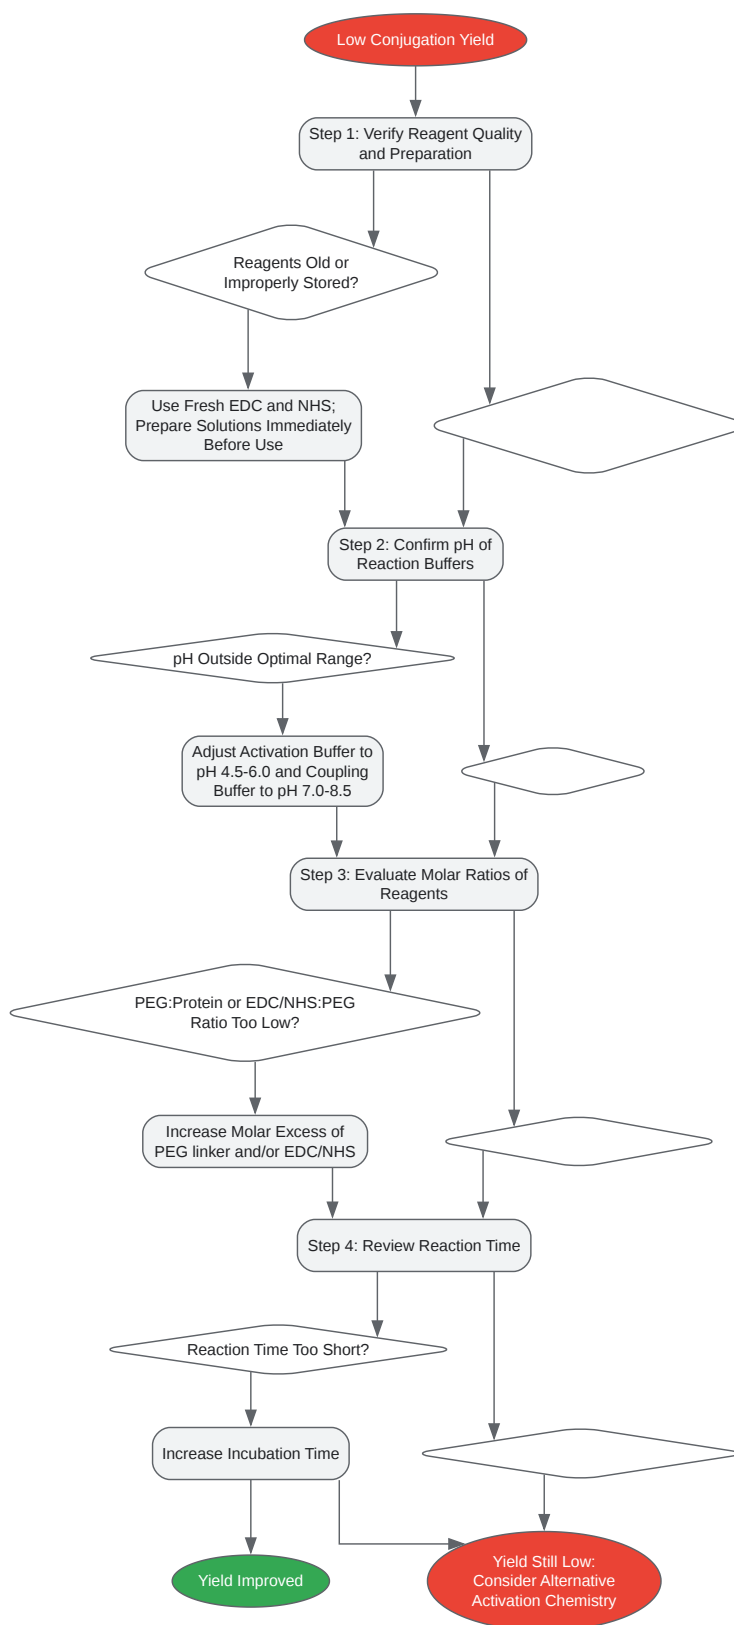 Low Conjugation Yield
Step 1: Verify Reagent Quality
and Preparation
Reagents Old or
Improperly Stored?
Use Fresh EDC and NHS;
Prepare Solutions Immediately
Before Use
Step 2: Confirm pH of
Reaction Buffers
pH Outside Optimal Range?
Adjust Activation Buffer to
pH 4.5-6.0 and Coupling
Buffer to pH 7.0-8.5
Step 3: Evaluate Molar Ratios of
Reagents
PEG:Protein or EDC/NHS:PEG
Ratio Too Low?
Increase Molar Excess of
PEG linker and/or EDC/NHS
Step 4: Review Reaction Time
Reaction Time Too Short?
Increase Incubation Time
Yield Improved
Yield Still Low:
Consider Alternative
Activation Chemistry